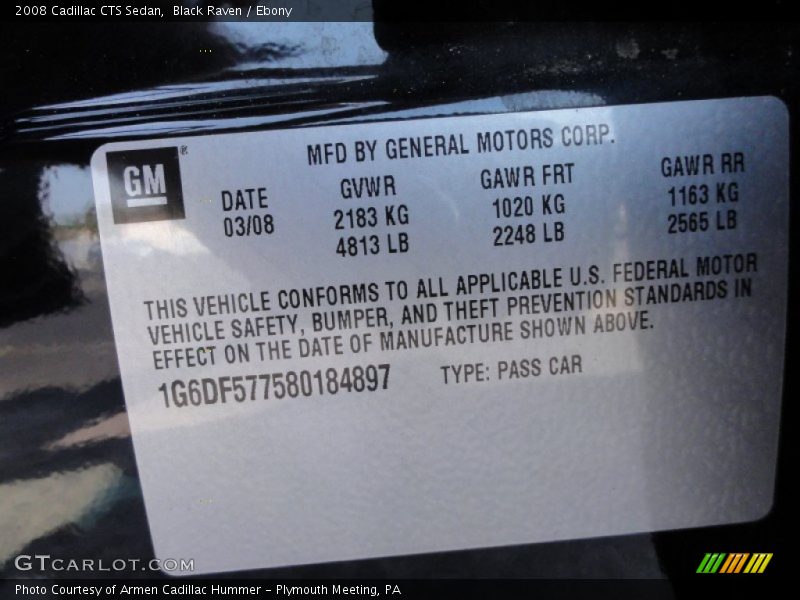 2008 Cadillac CTS Sedan, Black Raven / Ebony
GM®
MFD BY GENERAL MOTORS CORP.
DATE GVWR GAWR FRT GAWR RR
03/08 2183 KG 1020 KG 1163 KG
4813 LB 2248 LB 2565 LB
THIS VEHICLE CONFORMS TO ALL APPLICABLE U.S. FEDERAL MOTOR
VEHICLE SAFETY, BUMPER, AND THEFT PREVENTION STANDARDS IN
EFFECT ON THE DATE OF MANUFACTURE SHOWN ABOVE.
1G6DF577580184897 TYPE: PASS CAR
GTCARLOT.COM
Photo Courtesy of Armen Cadillac Hummer - Plymouth Meeting, PA